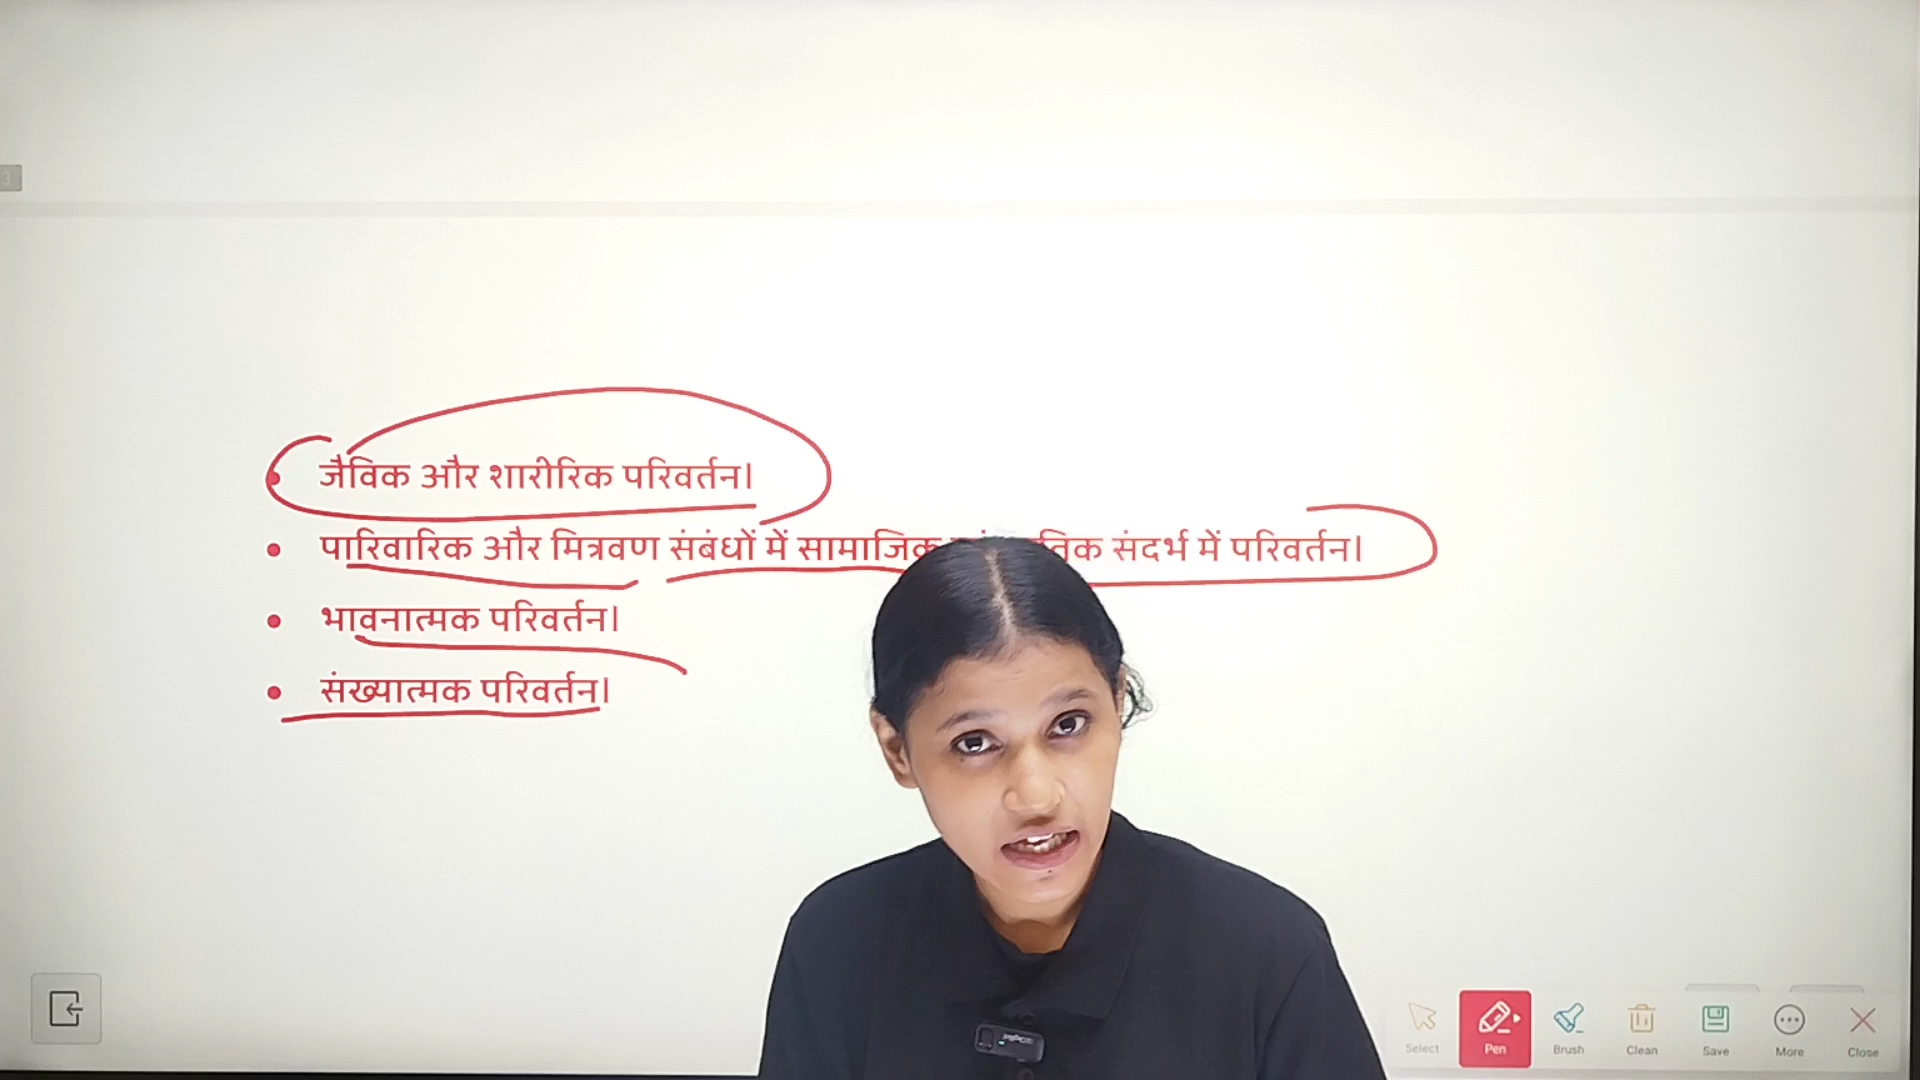 3
जैविक और शारीरिक परिवर्तन।
पारिवारिक और मित्रवण संबंधों में सामाजिक संदर्भ में परिवर्तन।
भावनात्मक परिवर्तन।
संख्यात्मक परिवर्तन।
Select Pen Brush Clean Save More Close